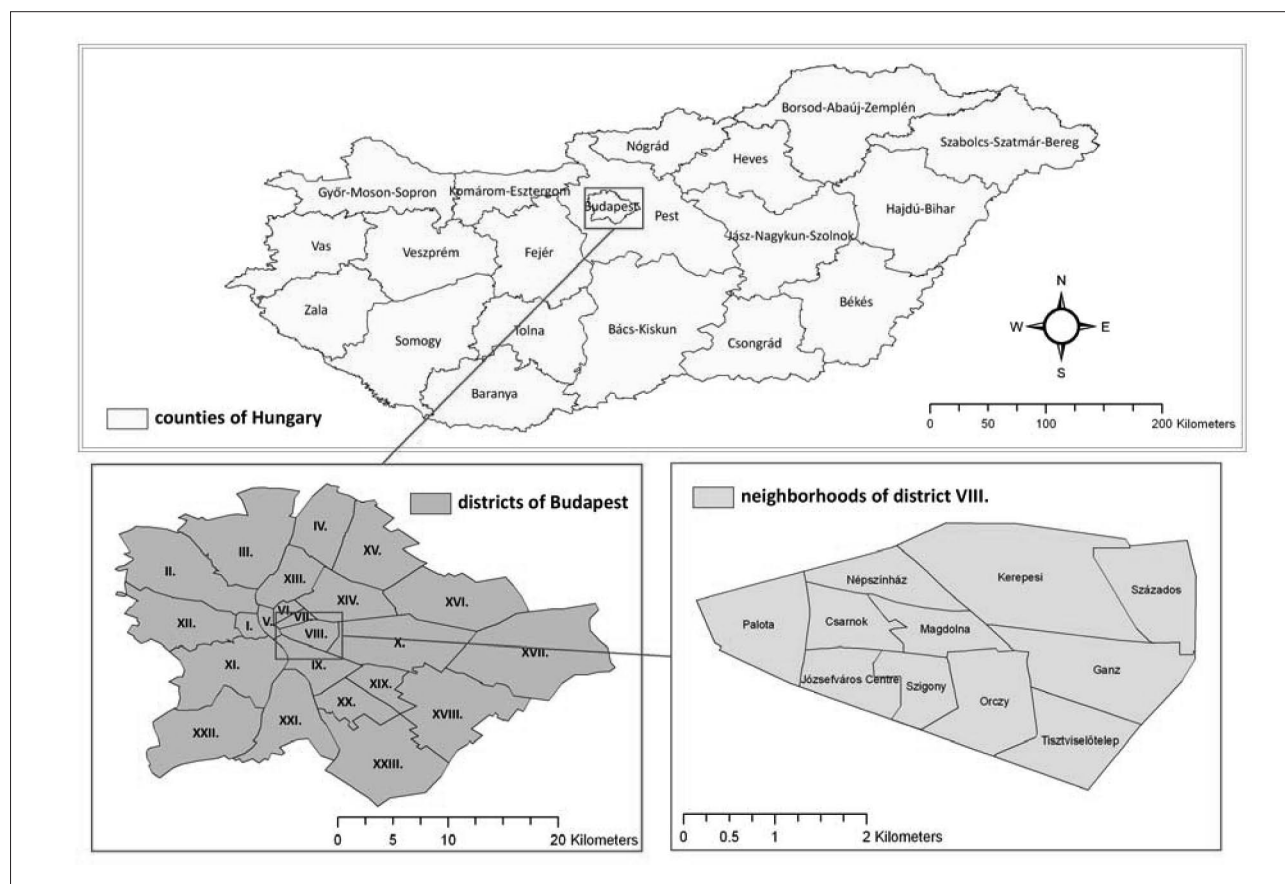 Borsod-Abaúj-Zemplén
Nógrád
Heves
Szabolcs-Szatmár-Bereg
Győr-Moson-Sopron
Komárom-Esztergom
Budapest
Pest
Hajdú-Bihar
Jász-Nagykun-Szolnok
Vas
Veszprém
Fejér
Zala
Somogy
Tolna
Bács-Kiskun
Csongrád
Békés
Baranya
N
W E
S
counties of Hungary
0 50 100 200 Kilometers
districts of Budapest
IV.
III.
XV.
II.
XIII.
XIV.
XVI.
VI.
VII.
XII.
I.
V.
VIII.
X.
XVII.
XI.
IX.
XIX.
XX.
XVIII.
XXII.
XXI.
XXIII.
0 5 10 20 Kilometers
neighborhoods of district VIII.
Népszínház
Kerepesi
Százados
Palota
Csarnok
Magdolna
Józsefváros Centre
Szigony
Orczy
Ganz
Tisztviselőtelep
0 0.5 1 2 Kilometers